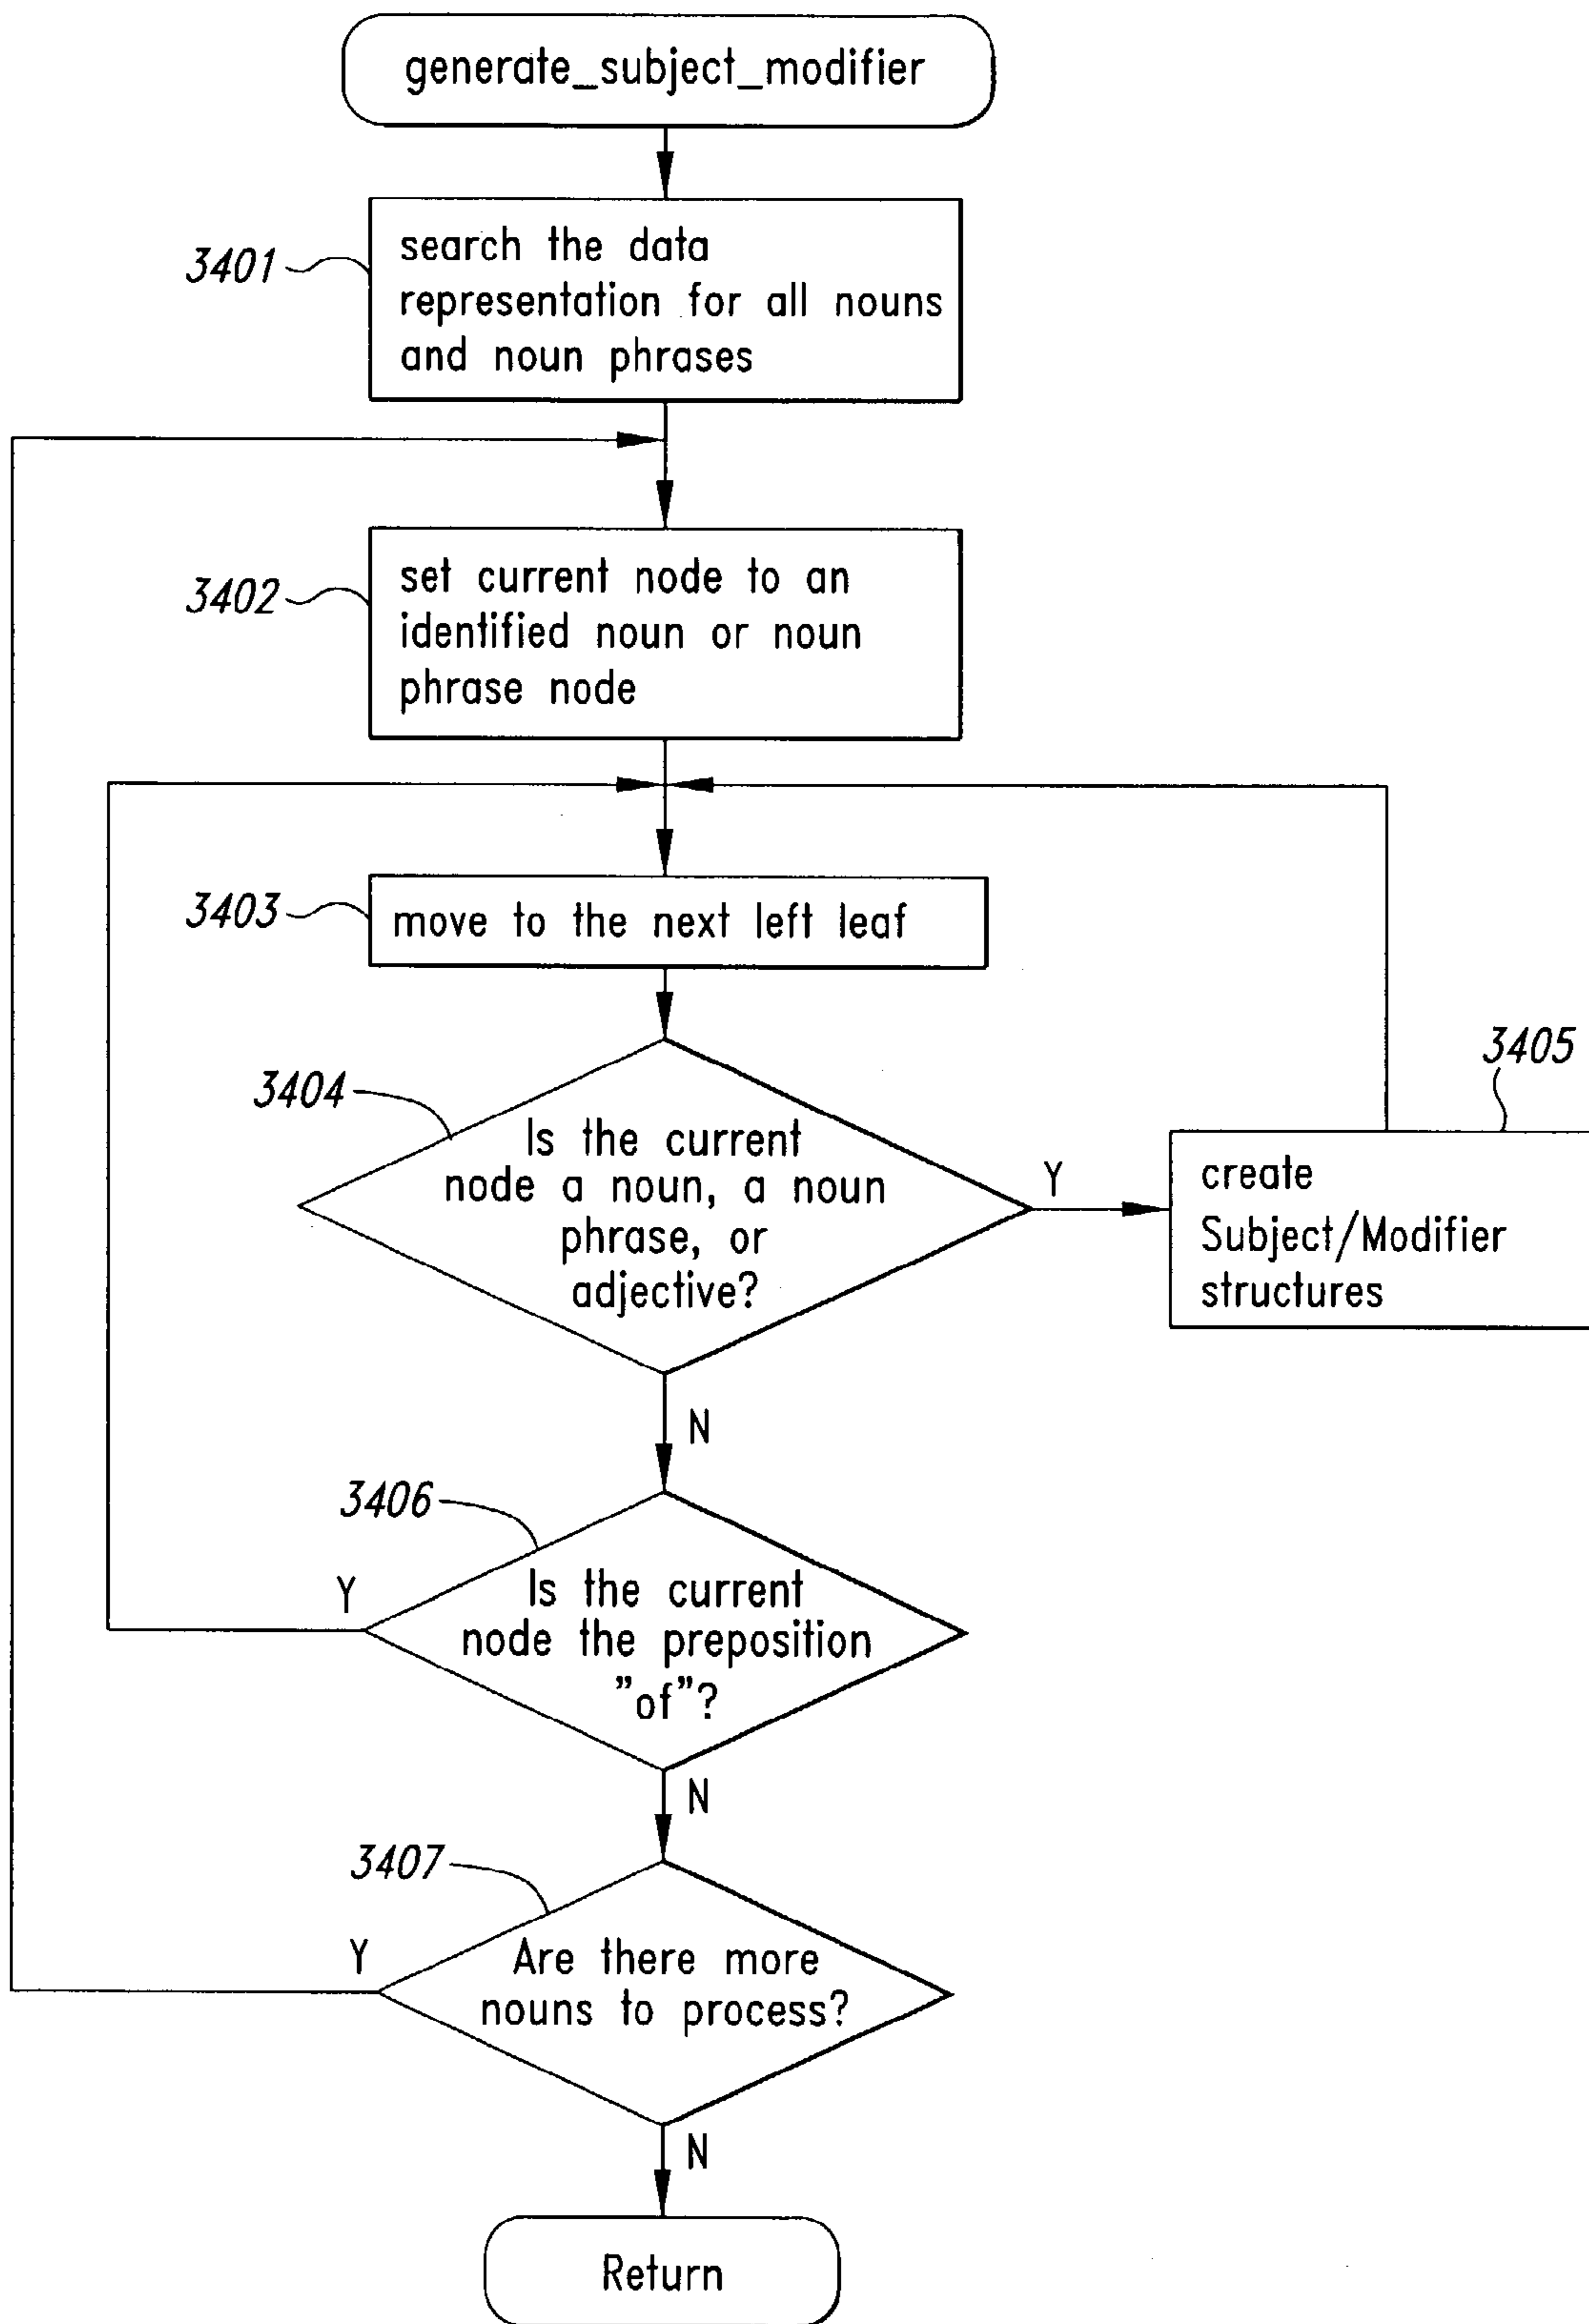 generate_subject_modifier
3401
search the data
representation for all nouns
and noun phrases
3402
set current node to an
identified noun or noun
phrase node
3403
move to the next left leaf
3404
Is the current
node a noun, a noun
phrase, or
adjective?
Y
3405
create
Subject/Modifier
structures
N
3406
Is the current
node the preposition
"of"?
Y
N
3407
Are there more
nouns to process?
Y
N
Return